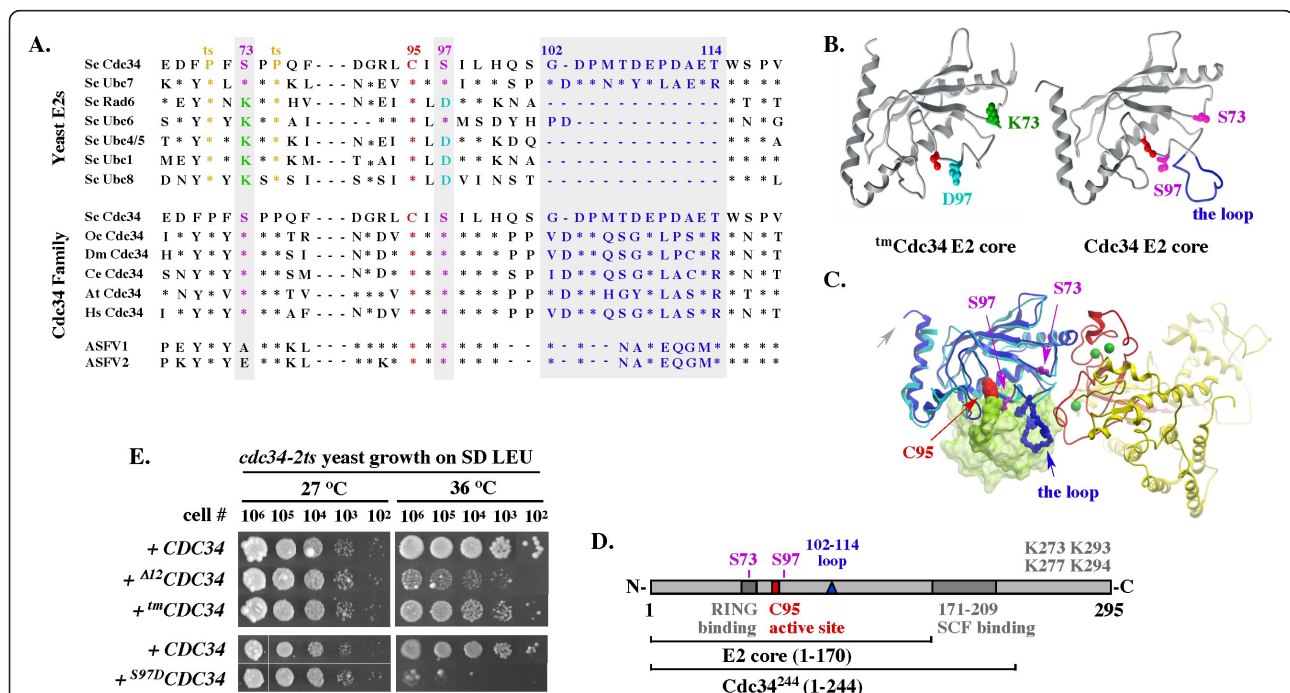 A.
ts 73 ts 95 97 102 114
Sc Cdc34 E D F P F S P P Q F - - - D G R L C I S I L H Q S G - D P M T D E P D A E T W S P V
Sc Ubc7 K * Y * L * * * K L - - - N * E V * * * I * * S P * D * * N * Y * L A E * R * * * *
Sc Rad6 * E Y * N K * * H V - - - N * E I * L D * * K N A - - - - - - - - - - - - - * * T * T
Sc Ubc6 S * Y * Y K * * A I - - - * * * L * * * M S D Y H P D - - - - - - - - - - - * * N * G
Sc Ubc4/5 T * Y * * K * * K I - - - N * E I * L D * * K D Q - - - - - - - - - - - - - * * * * A
Sc Ubc1 M E Y * * K * * K M - - - T * A I * L D * * K N A - - - - - - - - - - - - - * * T * *
Sc Ubc8 D N Y * Y K S * S I - - - S * S I * L D V I N S T - - - - - - - - - - - - - * * * * L
Yeast E2s
Sc Cdc34 E D F P F S P P Q F - - - D G R L C I S I L H Q S G - D P M T D E P D A E T W S P V
Oc Cdc34 I * Y * Y * * * T R - - - N * D V * * * * * * P P V D * * Q S G * L P S * R * * N * T
Dm Cdc34 H * Y * Y * * * S I - - - N * D V * * * * * * P P V D * * Q S G * L P C * R * * N * T
Ce Cdc34 S N Y * Y * * * S M - - - N * D * * * * * * * S P I D * * Q S G * L A C * R * * N * T
At Cdc34 * N Y * V * * * T V - - - * * * V * * * * * * P P * D * * H G Y * L A S * R * * N * T
Hs Cdc34 I * Y * Y * * * A F - - - N * D V * * * * * * P P V D * * Q S G * L A S * R * * N * T
Cdc34 Family
ASFV1 P E Y * Y A * * K L - - - * * * * * * * * * * - - * - - - N A * E Q G M * * * * *
ASFV2 P K Y * Y E * * K L - - - * K * * * * * * * * * * * - - - N A * E Q G M * * * * *
B.
K73
D97
tmCdc34 E2 core
S73
S97
the loop
Cdc34 E2 core
C.
S97
S73
C95
the loop
D.
S73 S97 102-114 loop
K273 K293
K277 K294
N- -C
1 295
RING binding
C95 active site
171-209 SCF binding
E2 core (1-170)
Cdc34244 (1-244)
E.
cdc34-2ts yeast growth on SD LEU
27 ºC 36 ºC
cell # 10⁶ 10⁵ 10⁴ 10³ 10² 10⁶ 10⁵ 10⁴ 10³ 10²
+ CDC34
+ Δ12CDC34
+ tmCDC34
+ CDC34
+ S97DCDC34